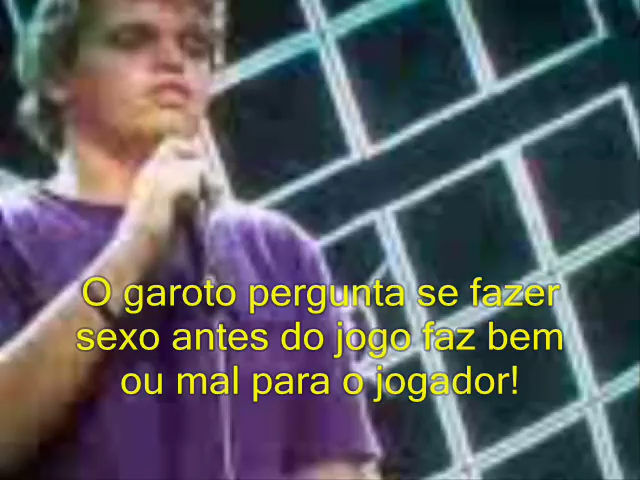 O garoto pergunta se fazer
sexo antes do jogo faz bem
ou mal para o jogador!